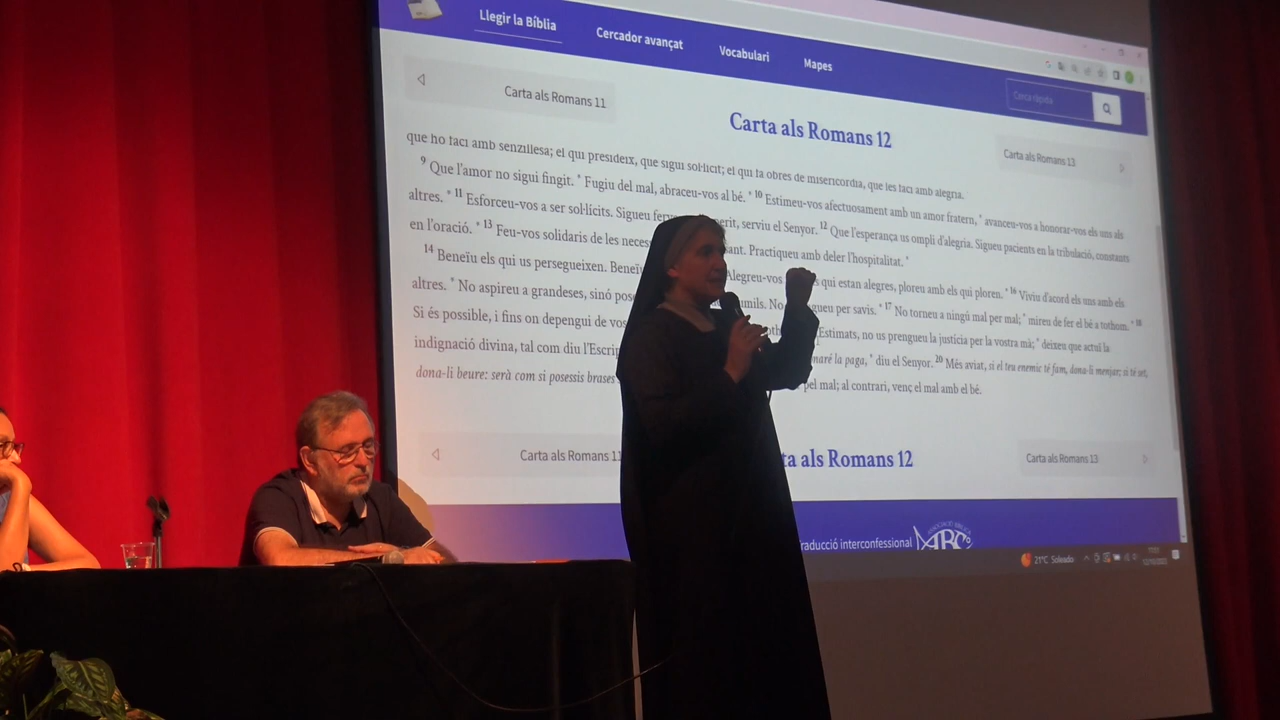 Llegir la Bíblia
Cercador avançat
Vocabulari
Mapes
Cerca ràpida
Carta als Romans 11
Carta als Romans 12
Carta als Romans 13
que ho faci amb senzillesa; el qui presideix, que sigui sol·lícit; el qui fa obres de misericòrdia, que les faci amb alegria.
9 Que l'amor no sigui fingit. * Fugiu del mal, abraceu-vos al bé. * 10 Estimeu-vos afectuosament amb un amor fratern, * avanceu-vos a honorar-vos els uns als
altres. * 11 Esforceu-vos a ser sol·lícits. Sigueu perit, serviu el Senyor. 12 Que l'esperança us ompli d'alegria. Sigueu pacients en la tribulació, constants
en l'oració. * 13 Feu-vos solidaris de les ant. Practiqueu amb deler l'hospitalitat. *
14 Beneïu els qui us persegueixen. Alegreu-vos qui estan alegres, ploreu amb els qui ploren. * 16 Viviu d'acord els uns amb els
altres. * No aspireu a grandeses, sinó umils. No gueu per savis. * 17 No torneu a ningú mal per mal; * mireu de fer el bé a tothom. * 18
Si és possible, i fins on depengui de Estimats, no us prengueu la justícia per la vostra mà; * deixeu que actuï la
indignació divina, tal com diu naré la paga, * diu el Senyor. 20 Més aviat, si el teu enemic té fam, dona-li menjar; si té set,
dona-li beure: serà com si posessis brases pel mal; al contrari, venç el mal amb el bé.
Carta als Romans 11
ta als Romans 12
Carta als Romans 13
Traducció interconfessional
ASSOCIACIÓ BÍBLICA
ABC
21°C Soleado